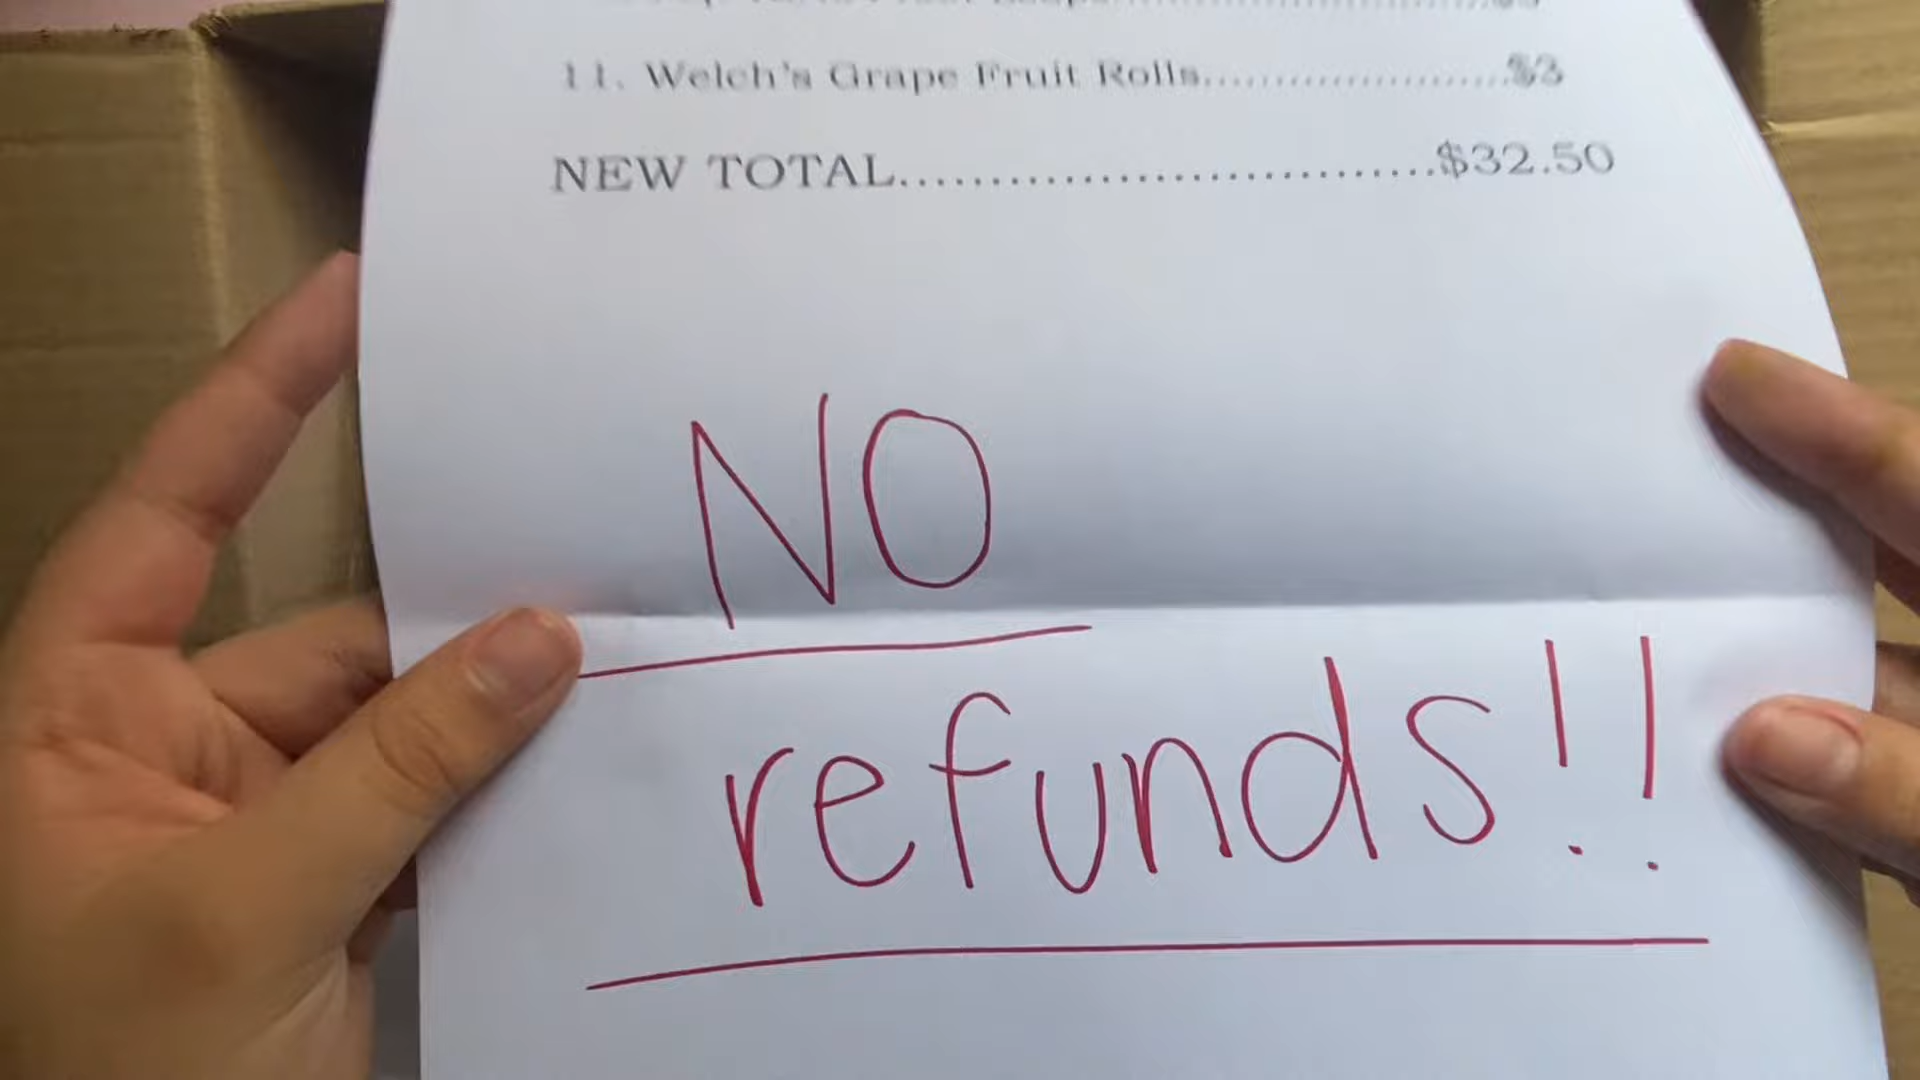 11. Welch's Grape Fruit Rolls......................$3
NEW TOTAL..............................$32.50
NO
refunds!!